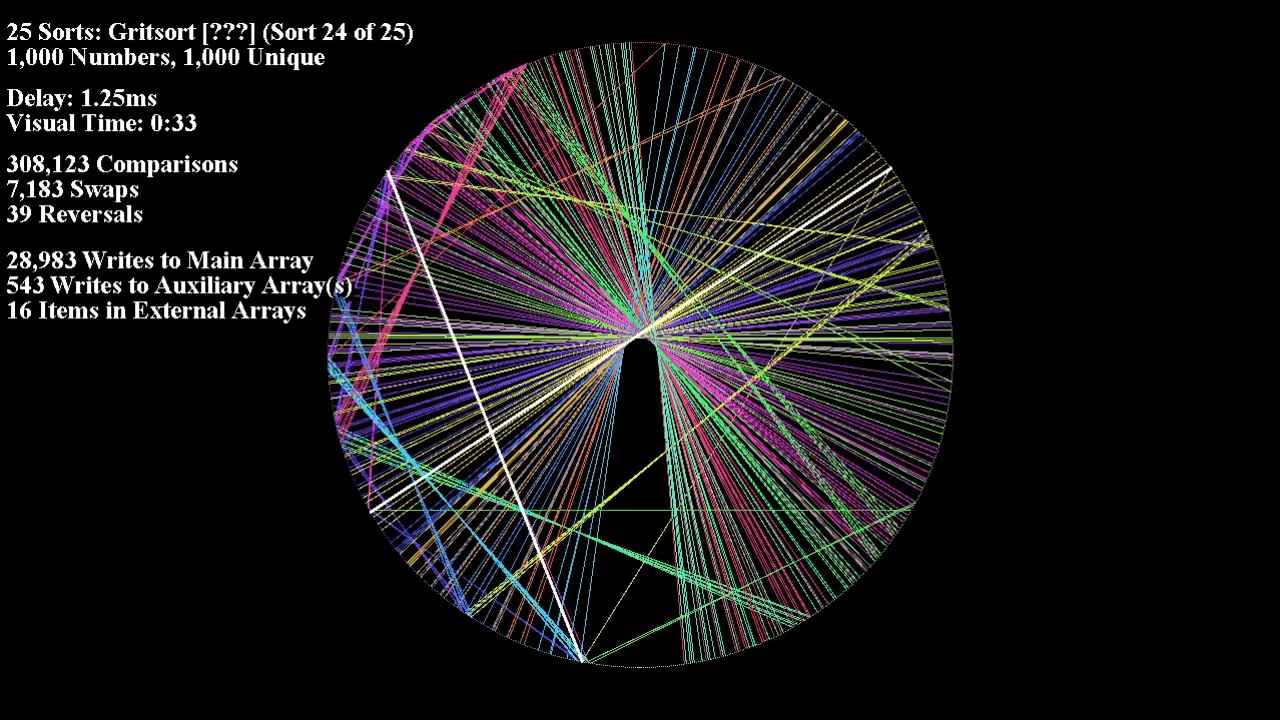 25 Sorts: Gritsort [???] (Sort 24 of 25)
1,000 Numbers, 1,000 Unique
Delay: 1.25ms
Visual Time: 0:33
308,123 Comparisons
7,183 Swaps
39 Reversals
28,983 Writes to Main Array
543 Writes to Auxiliary Array(s)
16 Items in External Arrays